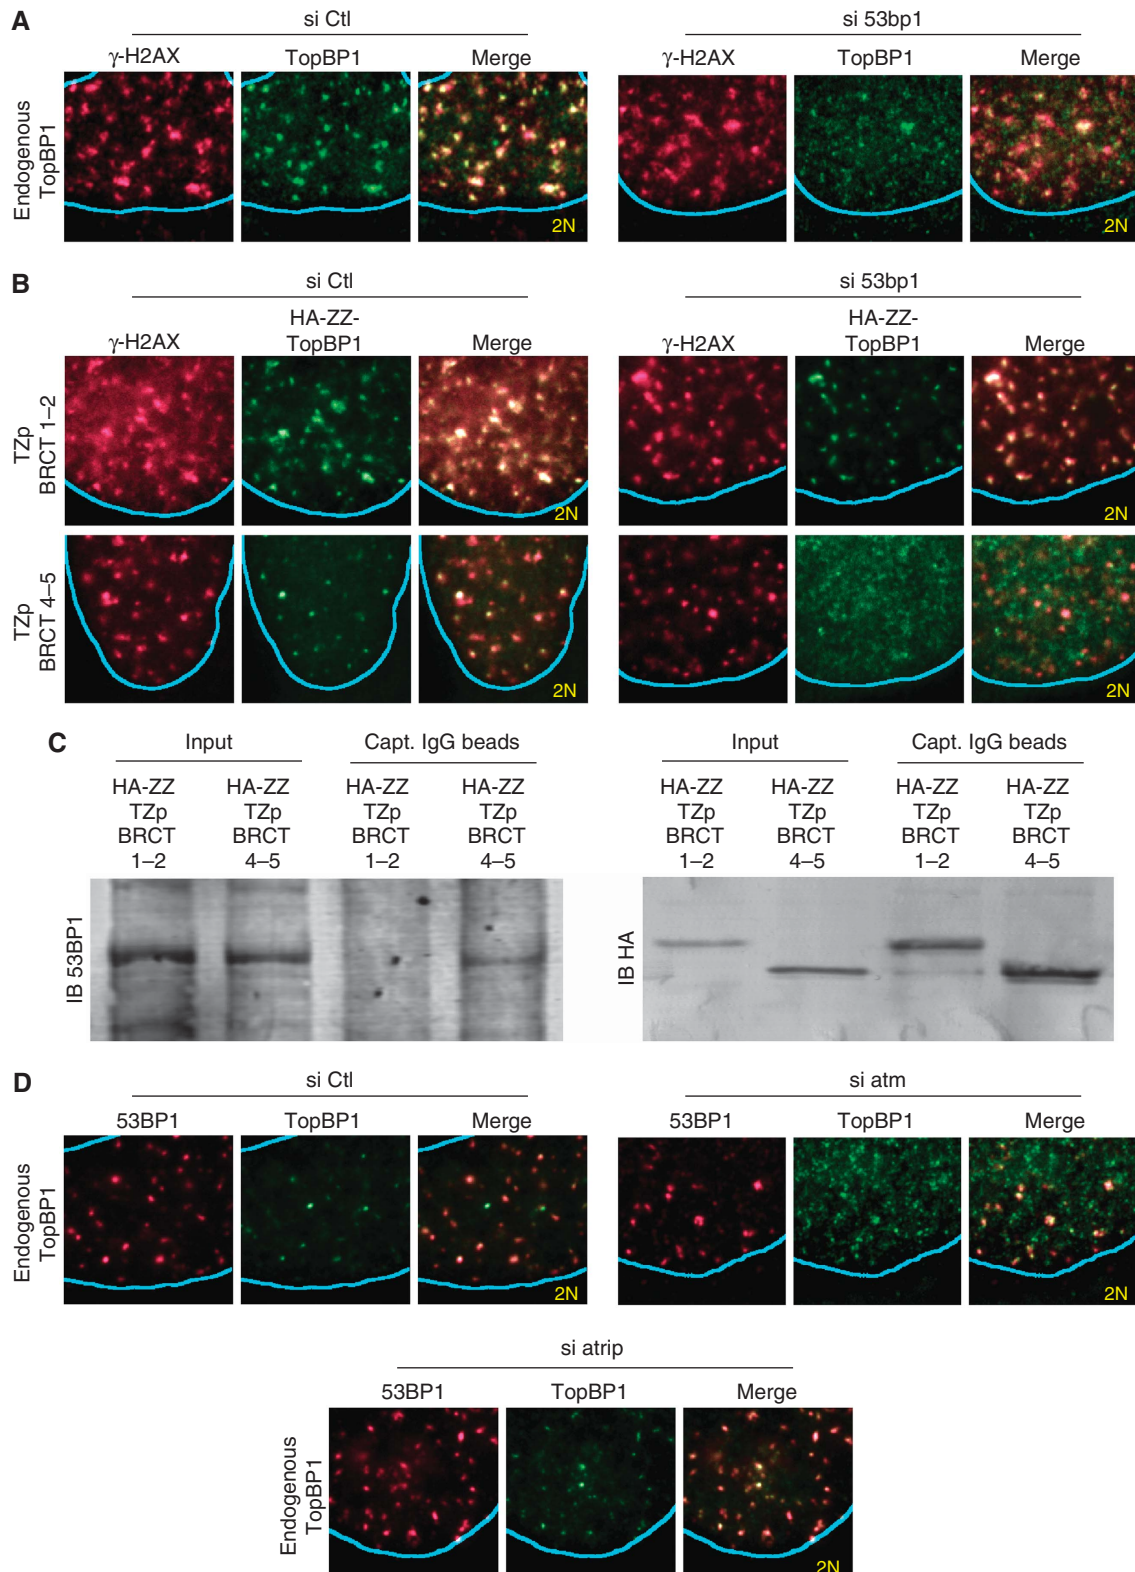 A
si Ctl
si 53bp1
γ-H2AX TopBP1 Merge
γ-H2AX TopBP1 Merge
Endogenous
TopBP1
2N
2N
B
si Ctl
si 53bp1
γ-H2AX HA-ZZ-
TopBP1 Merge
γ-H2AX HA-ZZ-
TopBP1 Merge
TZp
BRCT 1–2
2N
2N
TZp
BRCT 4–5
2N
2N
C
Input Capt. IgG beads
Input Capt. IgG beads
HA-ZZ HA-ZZ HA-ZZ HA-ZZ
TZp TZp TZp TZp
BRCT BRCT BRCT BRCT
1–2 4–5 1–2 4–5
HA-ZZ HA-ZZ HA-ZZ HA-ZZ
TZp TZp TZp TZp
BRCT BRCT BRCT BRCT
1–2 4–5 1–2 4–5
IB 53BP1
IB HA
D
si Ctl
si atm
53BP1 TopBP1 Merge
53BP1 TopBP1 Merge
Endogenous
TopBP1
2N
2N
si atrip
53BP1 TopBP1 Merge
Endogenous
TopBP1
2N